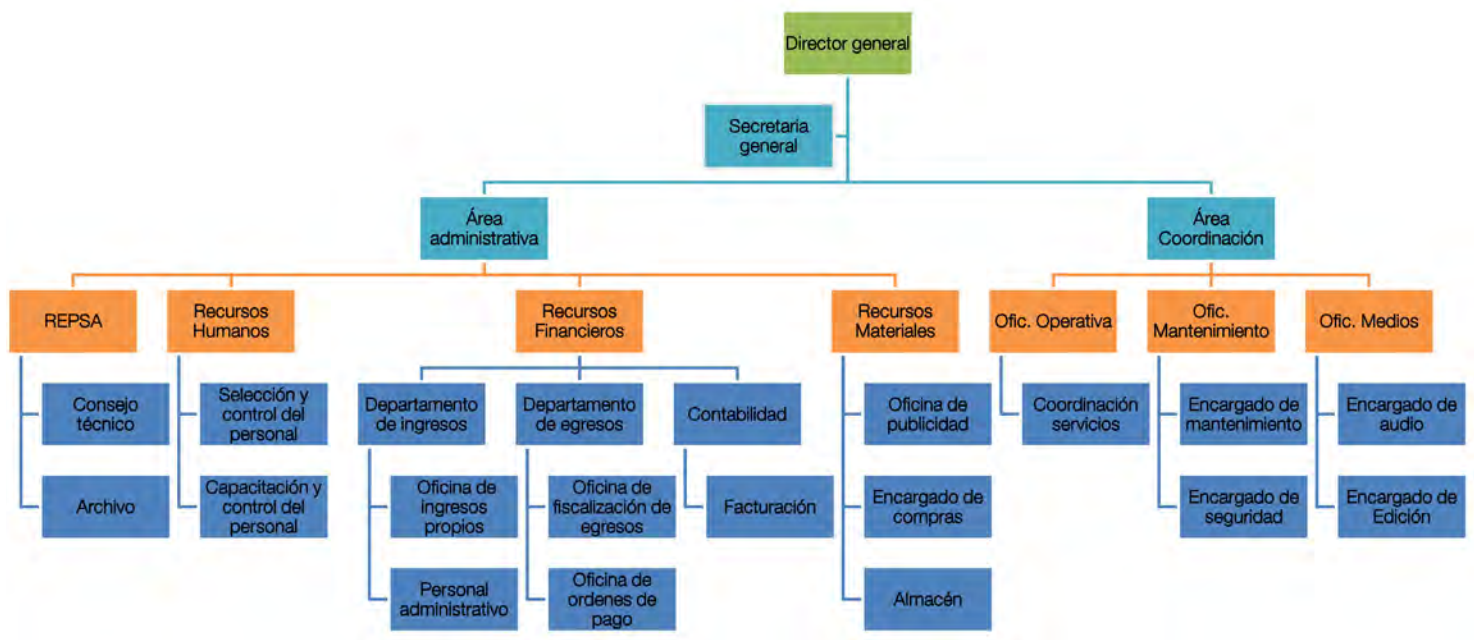 Director general
Secretaria
general
Área
administrativa
Área
Coordinación
REPSA
Recursos
Humanos
Recursos
Financieros
Recursos
Materiales
Ofic. Operativa
Ofic.
Mantenimiento
Ofic. Medios
Consejo
técnico
Selección y
control del
personal
Departamento
de ingresos
Departamento
de egresos
Contabilidad
Oficina de
publicidad
Coordinación
servicios
Encargado de
mantenimiento
Encargado de
audio
Archivo
Capacitación y
control del
personal
Oficina de
ingresos
propios
Oficina de
fiscalización de
egresos
Facturación
Encargado de
compras
Encargado de
seguridad
Encargado de
Edición
Personal
administrativo
Oficina de
ordenes de
pago
Almacén